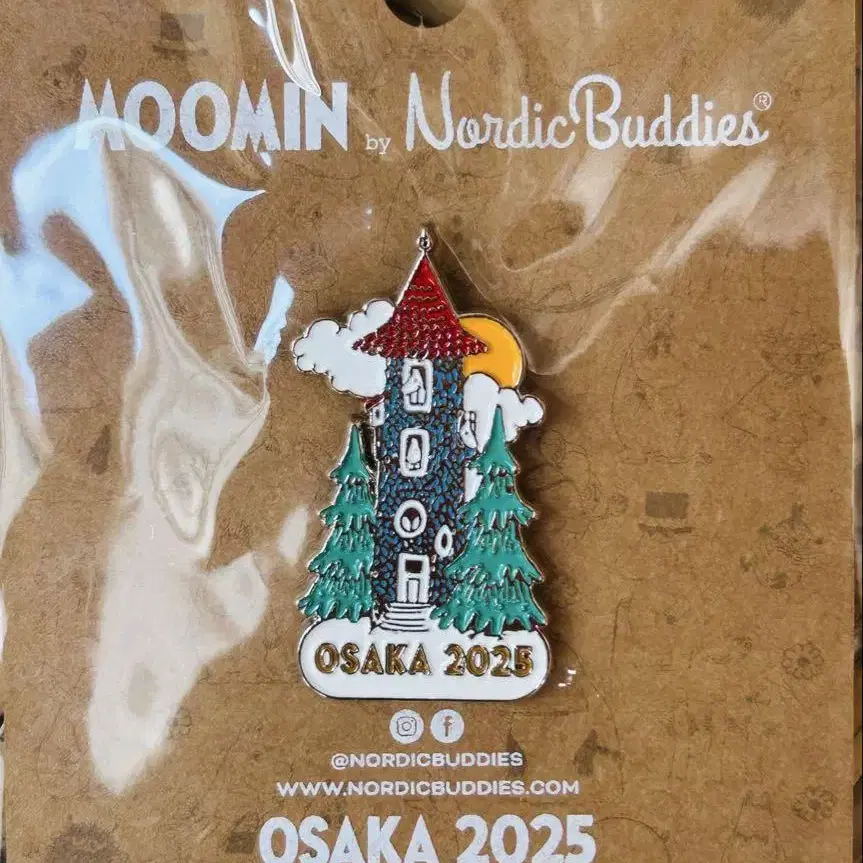 MOOMIN by NordicBuddies®
OSAKA 2025
@NORDICBUDDIES
WWW.NORDICBUDDIES.COM
OSAKA 2025